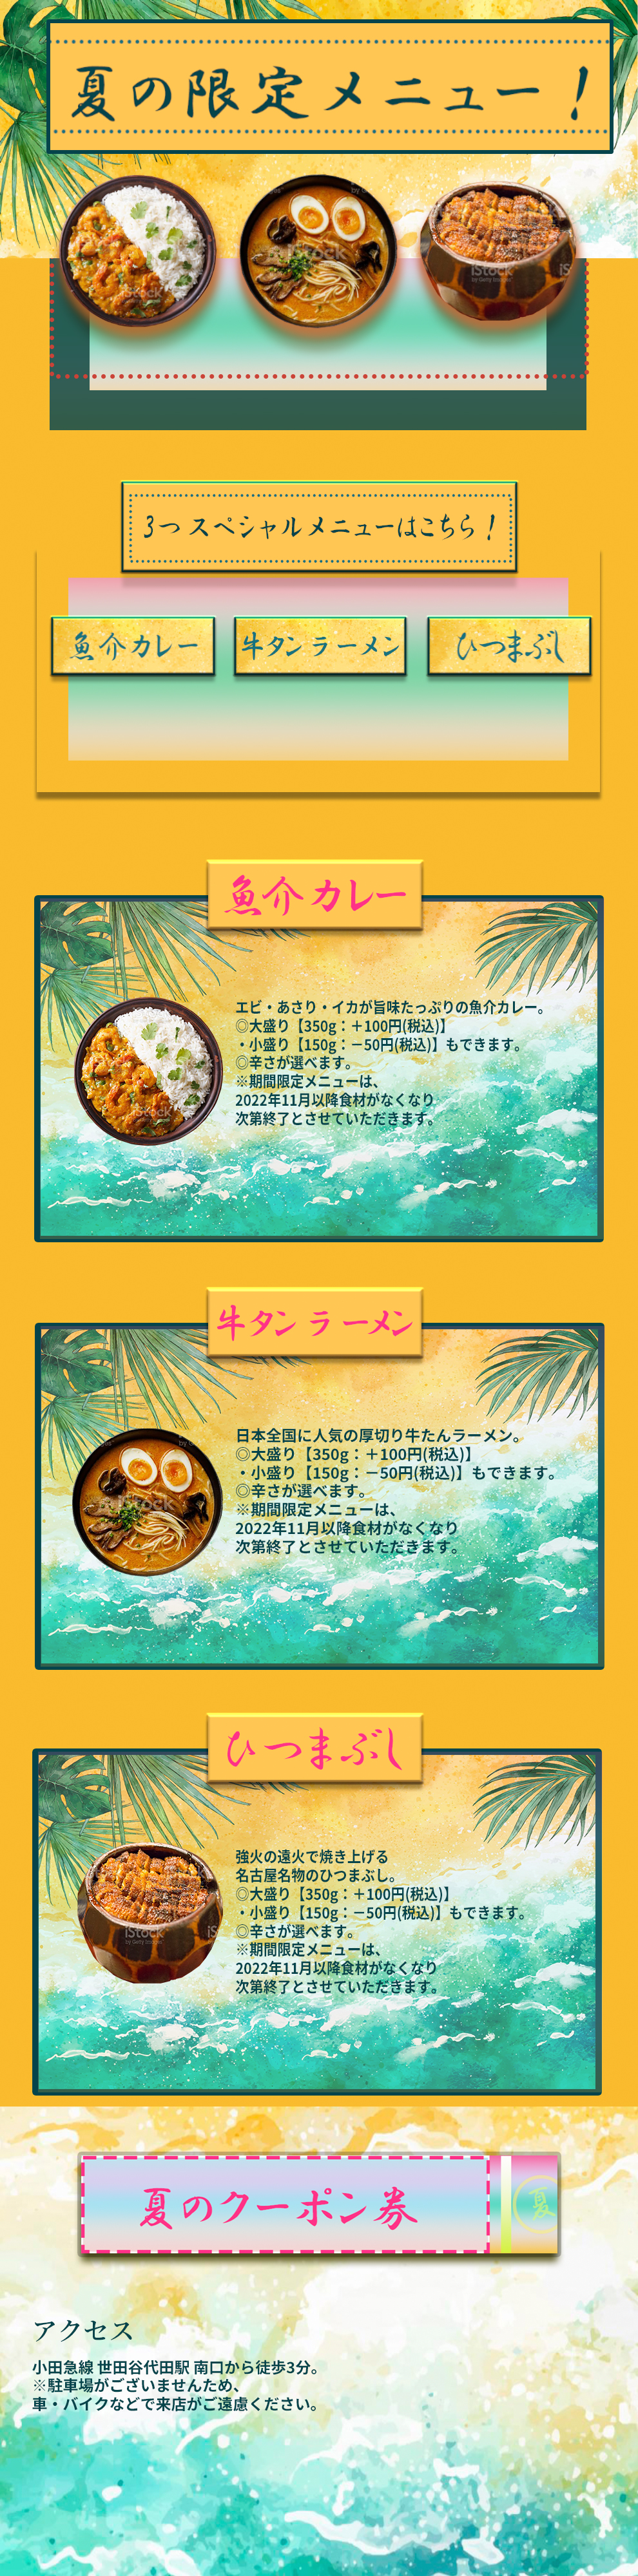 夏の限定メニュー！
iStock
by Getty Images
3つ スペシャルメニューはこちら！
魚介カレー
牛タン ラーメン
ひつまぶし
魚介カレー
エビ・あさり・イカが旨味たっぷりの魚介カレー。
◎大盛り【350g：＋100円(税込)】
・小盛り【150g：－50円(税込)】もできます。
◎辛さが選べます。
※期間限定メニューは、
2022年11月以降食材がなくなり
次第終了とさせていただきます。
iStock
牛タン ラーメン
日本全国に人気の厚切り牛たんラーメン。
◎大盛り【350g：＋100円(税込)】
・小盛り【150g：－50円(税込)】もできます。
◎辛さが選べます。
※期間限定メニューは、
2022年11月以降食材がなくなり
次第終了とさせていただきます。
ひつまぶし
強火の遠火で焼き上げる
名古屋名物のひつまぶし。
◎大盛り【350g：＋100円(税込)】
・小盛り【150g：－50円(税込)】もできます。
◎辛さが選べます。
※期間限定メニューは、
2022年11月以降食材がなくなり
次第終了とさせていただきます。
iStock
by Getty Images
夏のクーポン券
夏
アクセス
小田急線 世田谷代田駅 南口から徒歩3分。
※駐車場がございませんため、
車・バイクなどで来店がご遠慮ください。